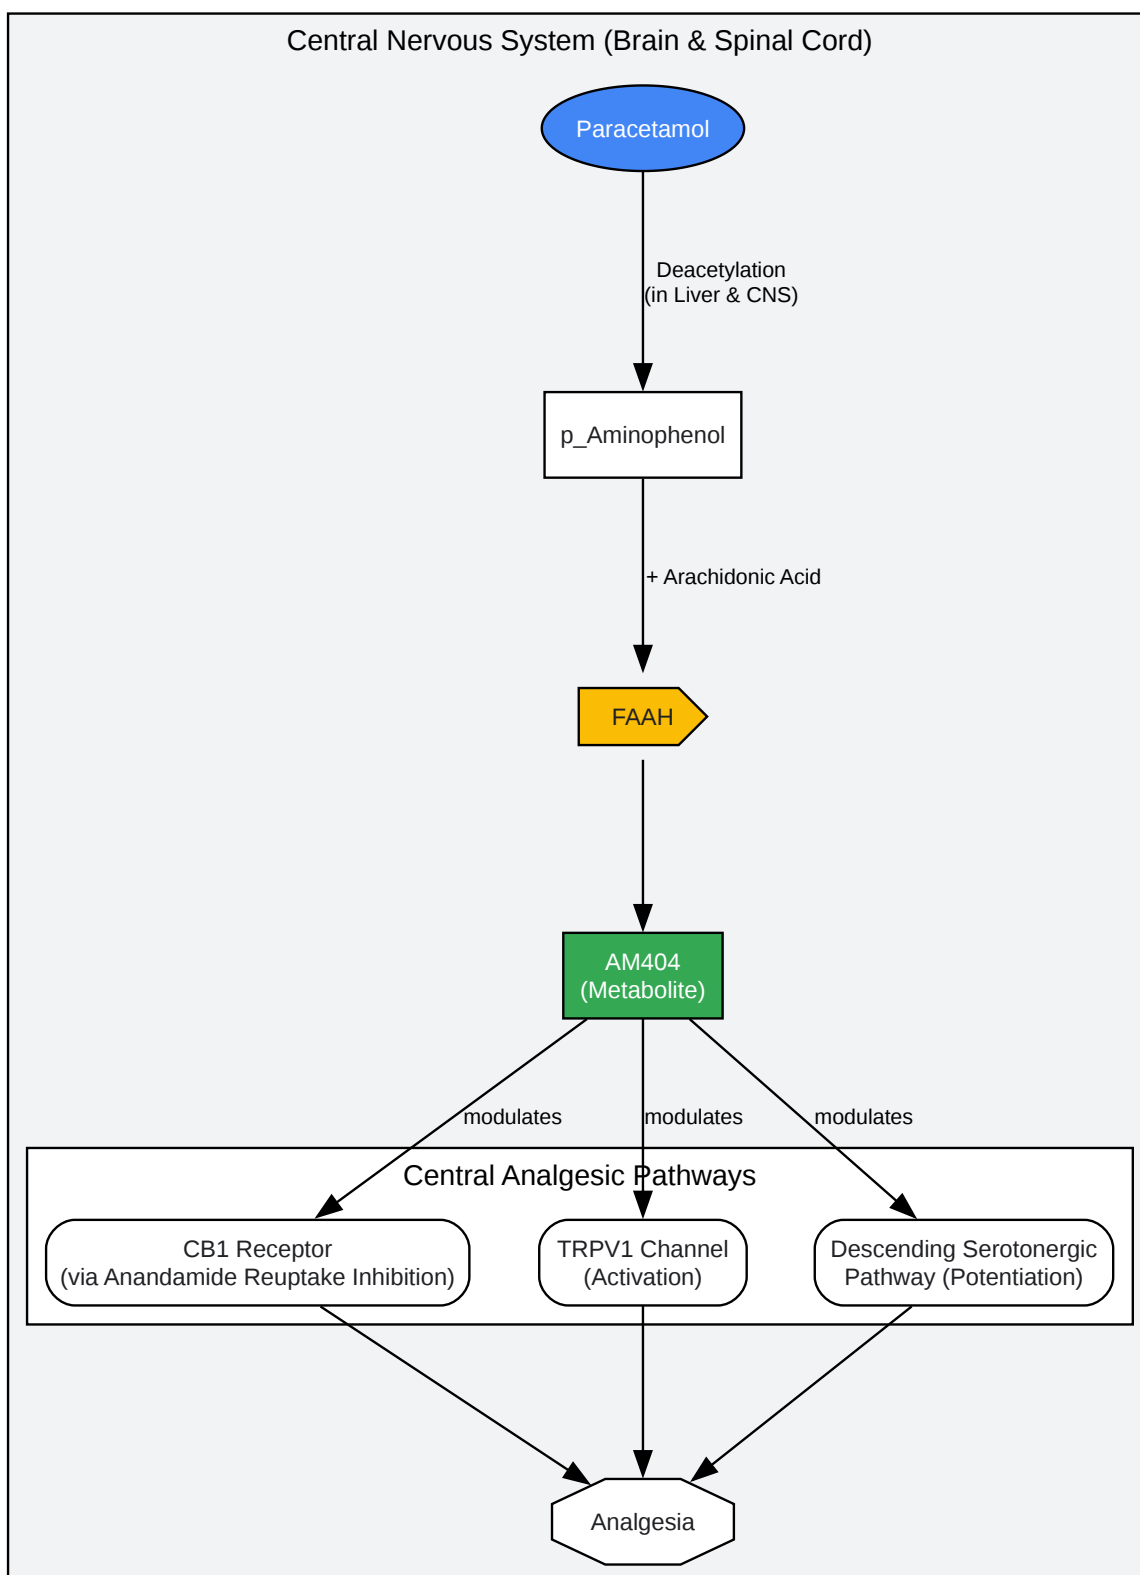 Central Nervous System (Brain & Spinal Cord)
Paracetamol
Deacetylation
(in Liver & CNS)
p_Aminophenol
+ Arachidonic Acid
FAAH
AM404
(Metabolite)
modulates
modulates
modulates
Central Analgesic Pathways
CB1 Receptor
(via Anandamide Reuptake Inhibition)
TRPV1 Channel
(Activation)
Descending Serotonergic
Pathway (Potentiation)
Analgesia